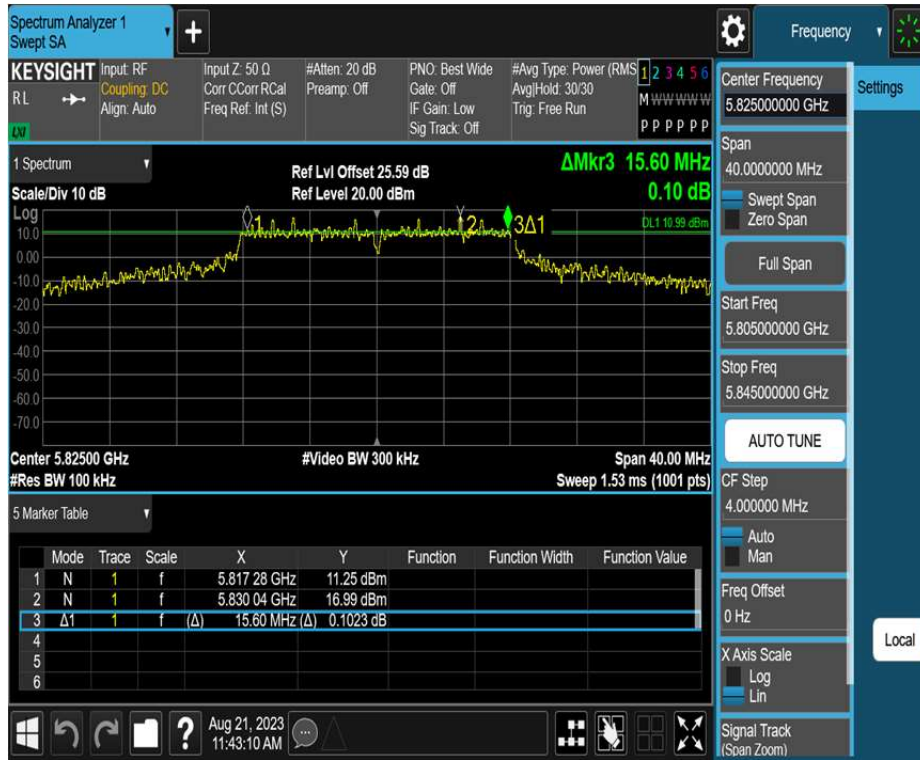 Spectrum Analyzer 1
Swept SA
+
Frequency
KEYSIGHT
RL
LXI
Input: RF
Coupling: DC
Align: Auto
Input Z: 50 Ω
Corr CCorr RCal
Freq Ref: Int (S)
#Atten: 20 dB
Preamp: Off
PNO: Best Wide
Gate: Off
IF Gain: Low
Sig Track: Off
#Avg Type: Power (RMS
Avg|Hold: 30/30
Trig: Free Run
1 2 3 4 5 6
M W W W W W
P P P P P P
1 Spectrum
Scale/Div 10 dB
Ref Lvl Offset 25.59 dB
Ref Level 20.00 dBm
ΔMkr3 15.60 MHz
0.10 dB
Log
10.0
0.00
-10.0
-20.0
-30.0
-40.0
-50.0
-60.0
-70.0
1
2
3Δ1
DL1 10.99 dBm
Center 5.82500 GHz
#Video BW 300 kHz
Span 40.00 MHz
#Res BW 100 kHz
Sweep 1.53 ms (1001 pts)
5 Marker Table
Mode Trace Scale X Y Function Function Width Function Value
1 N 1 f 5.817 28 GHz 11.25 dBm
2 N 1 f 5.830 04 GHz 16.99 dBm
3 Δ1 1 f (Δ) 15.60 MHz (Δ) 0.1023 dB
4
5
6
?
Aug 21, 2023
11:43:10 AM
Center Frequency
5.825000000 GHz
Settings
Span
40.0000000 MHz
Swept Span
Zero Span
Full Span
Start Freq
5.805000000 GHz
Stop Freq
5.845000000 GHz
AUTO TUNE
CF Step
4.000000 MHz
Auto
Man
Freq Offset
0 Hz
Local
X Axis Scale
Log
Lin
Signal Track
(Span Zoom)